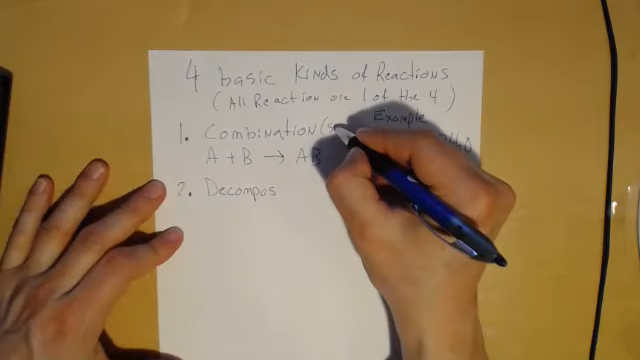 4 basic Kinds of Reactions
(All Reaction are 1 of the 4)
Example
1. Combination(s
A + B → AB
2. Decompos